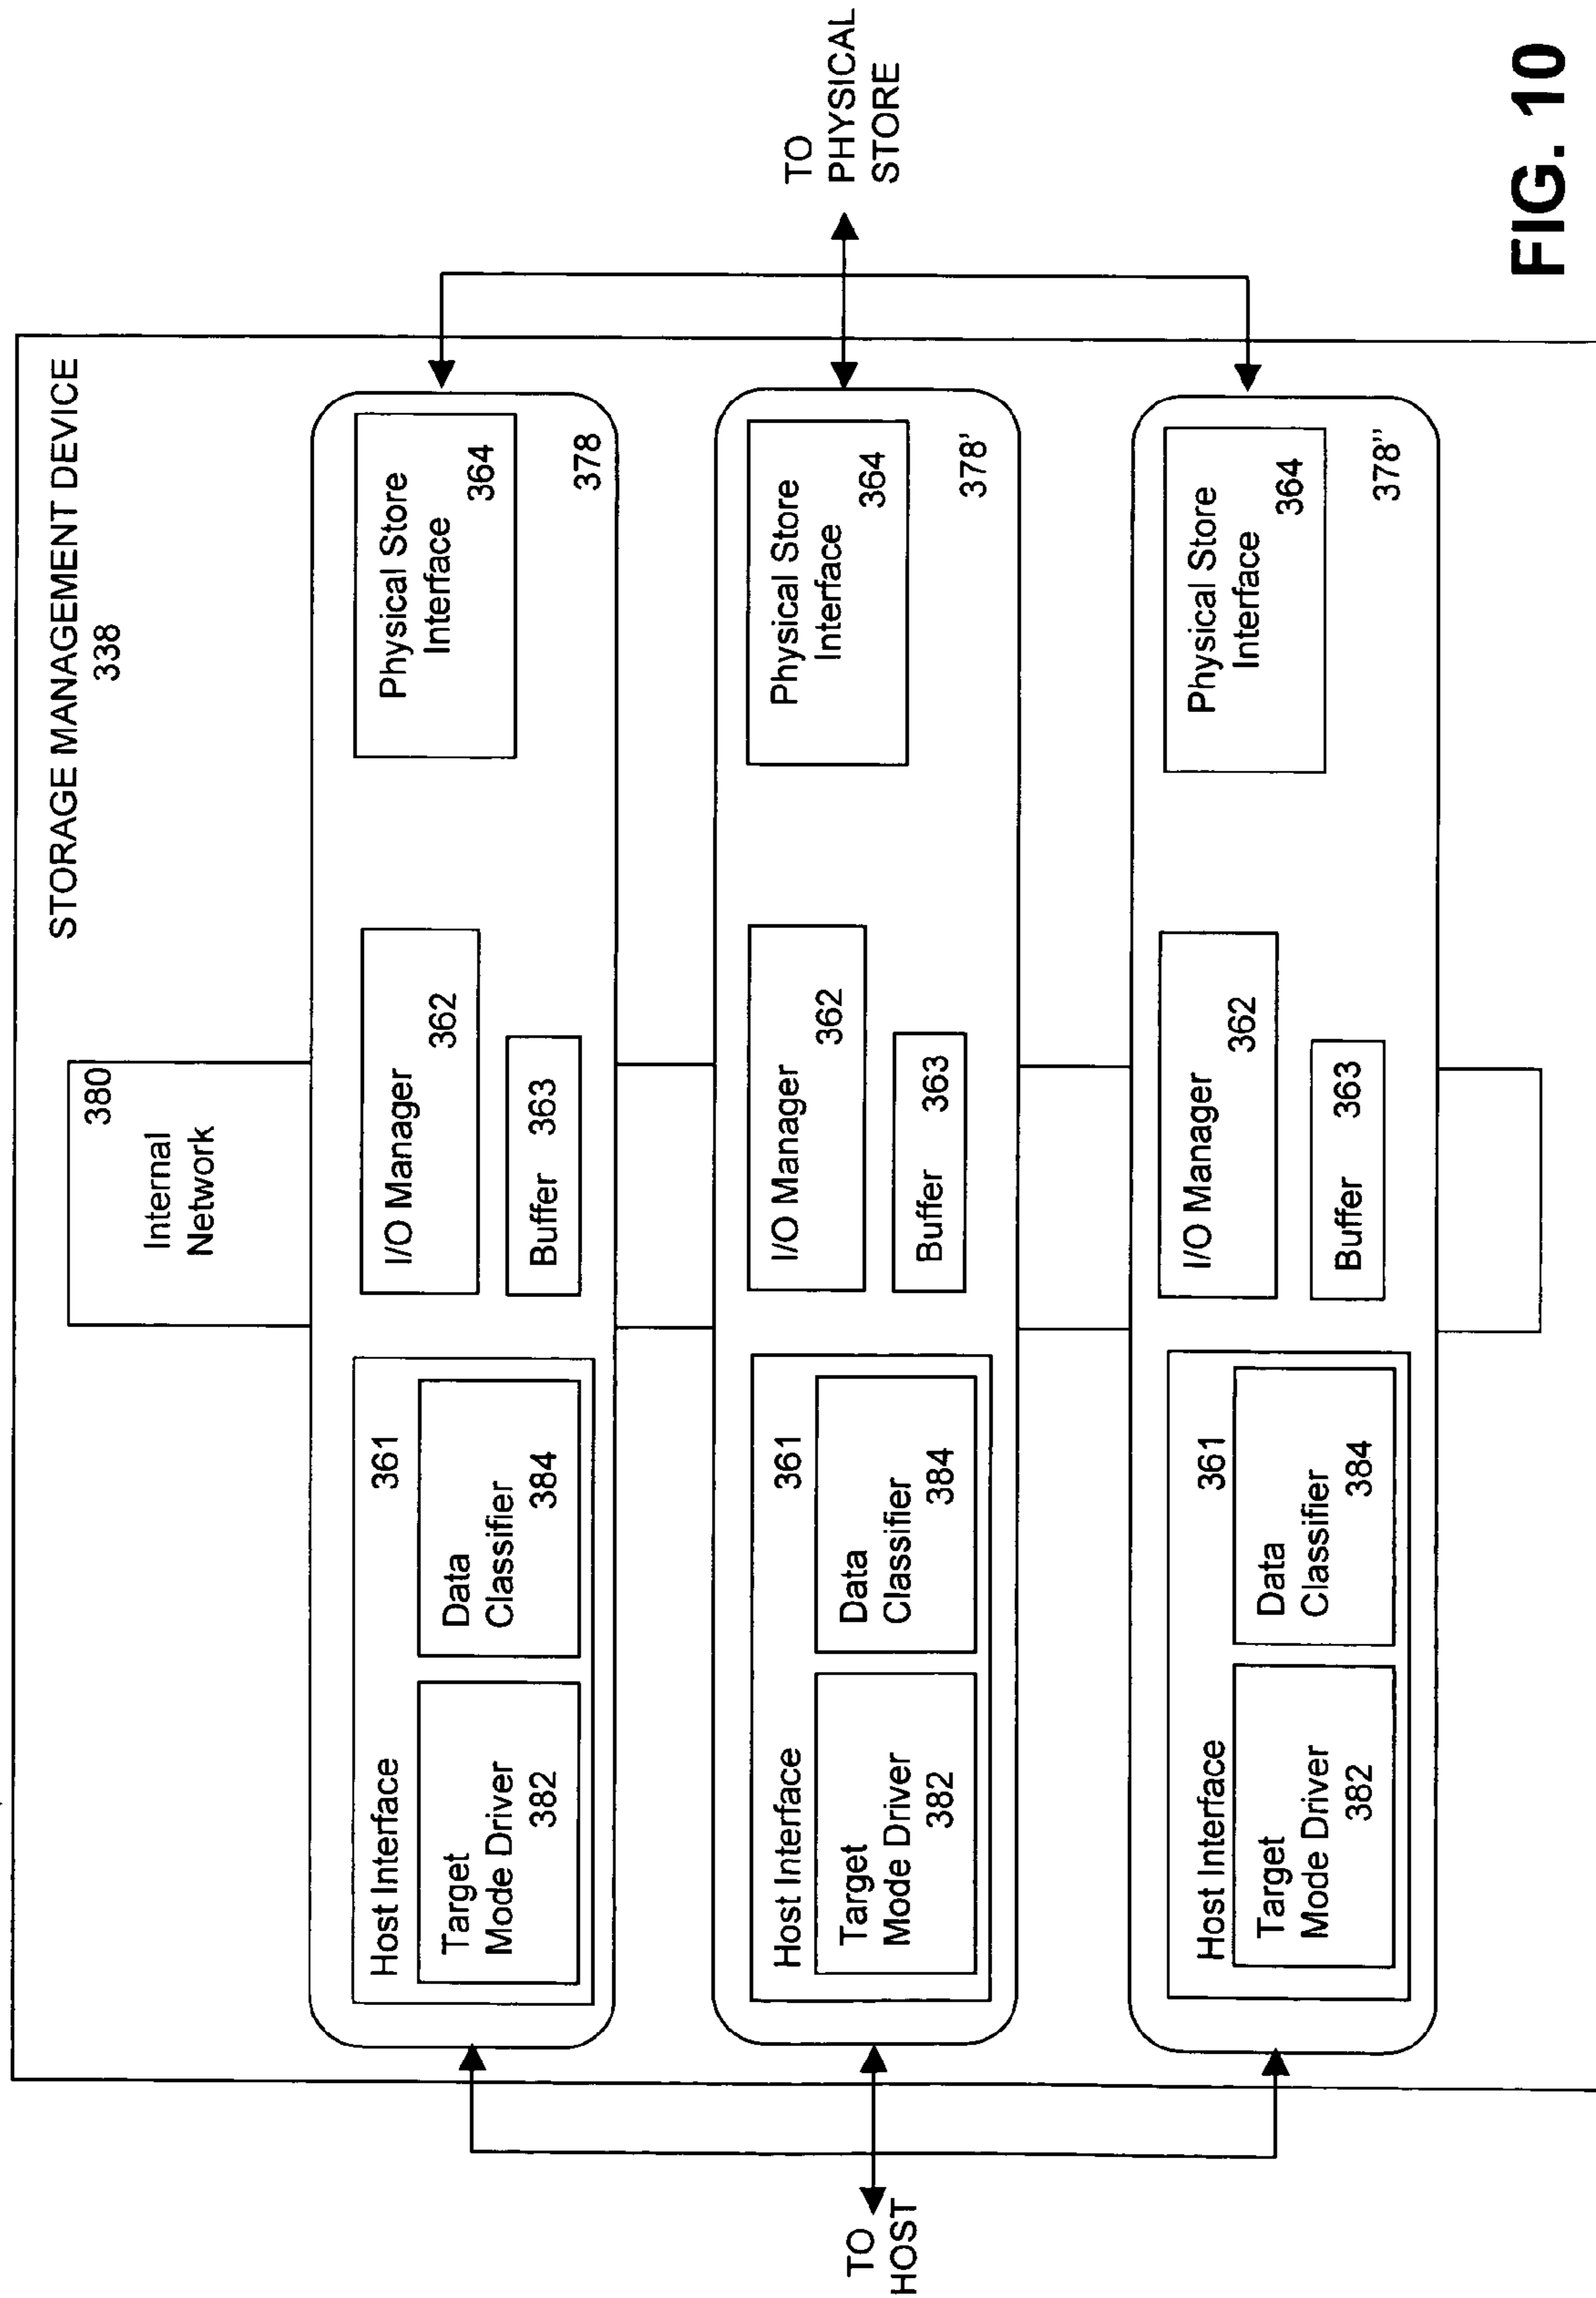 STORAGE MANAGEMENT DEVICE
338
380
Internal
Network
Host Interface
361
Target
Mode Driver
382
Data
Classifier
384
I/O Manager
362
Buffer 363
Physical Store
Interface
364
378
Host Interface
361
Target
Mode Driver
382
Data
Classifier
384
I/O Manager
362
Buffer 363
Physical Store
Interface
364
378'
Host Interface
361
Target
Mode Driver
382
Data
Classifier
384
I/O Manager
362
Buffer 363
Physical Store
Interface
364
378"
TO
HOST
TO
PHYSICAL
STORE
FIG. 10